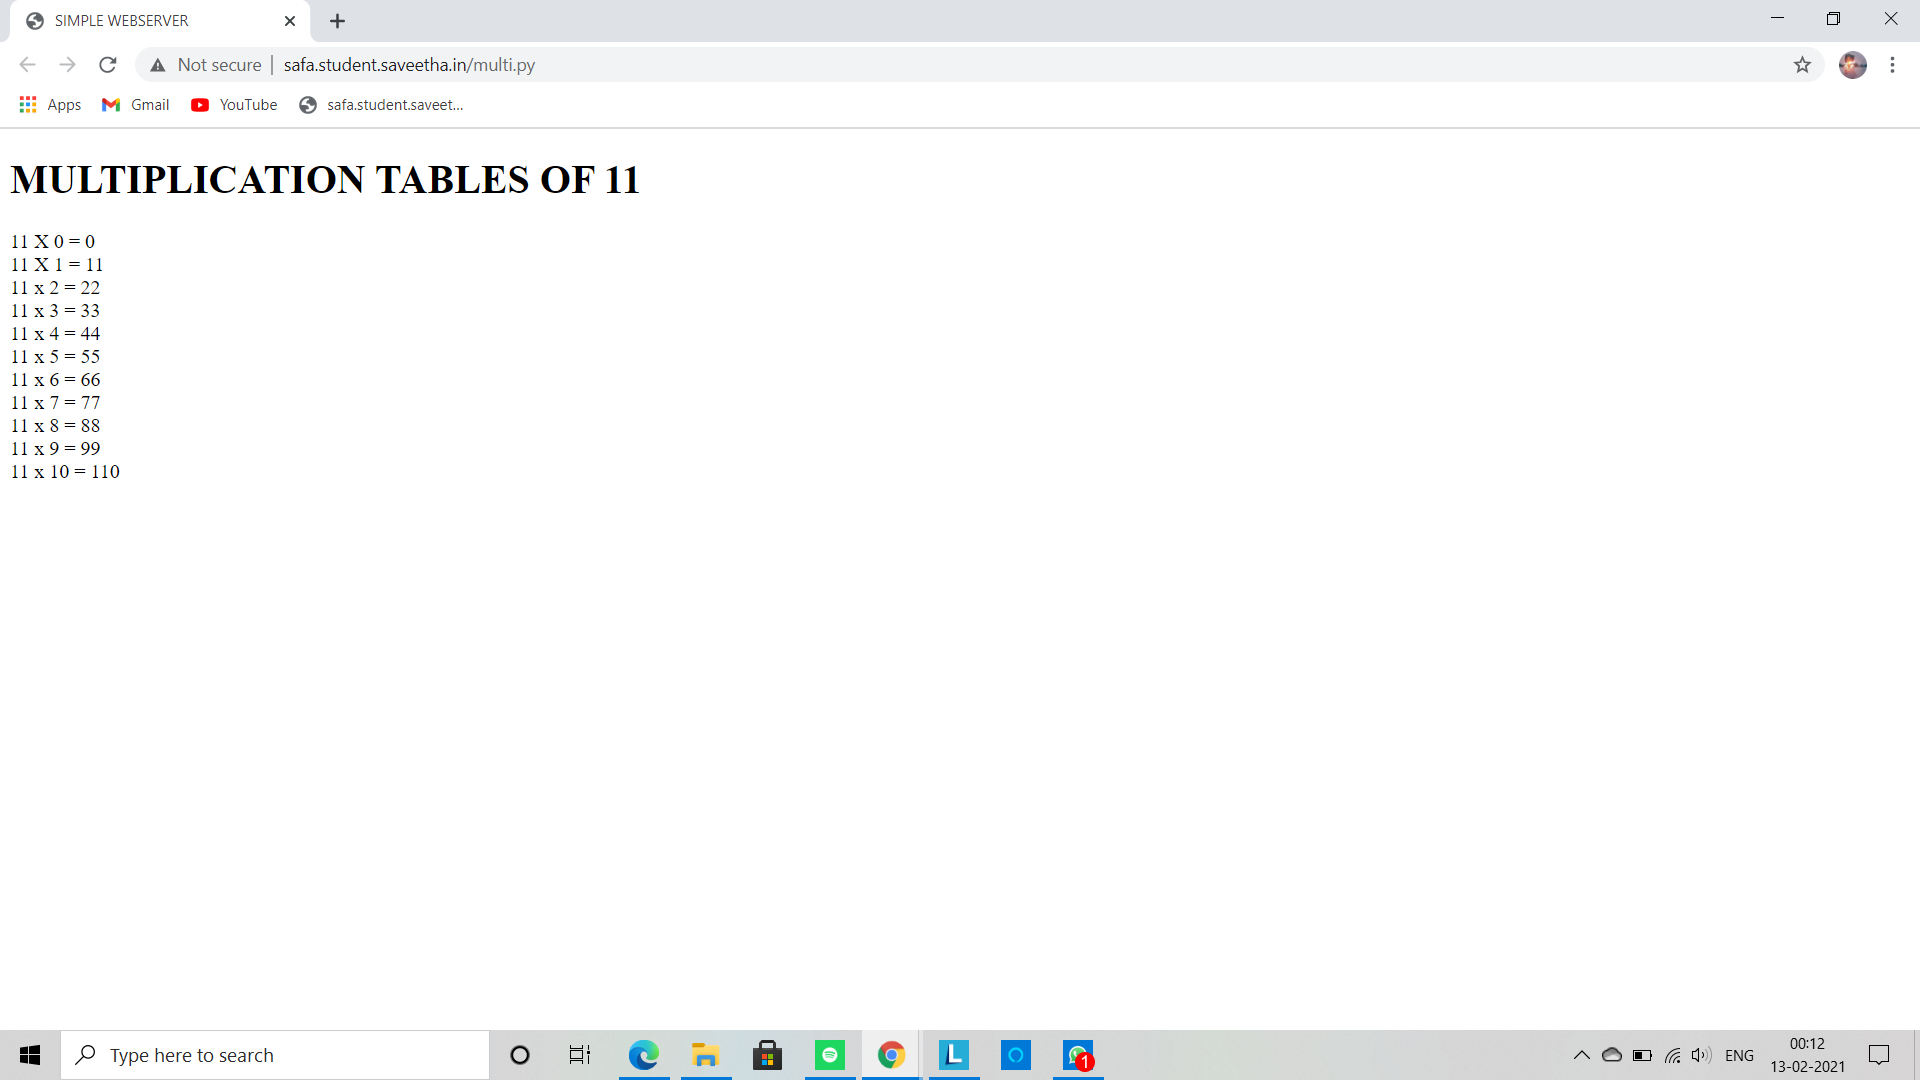 SIMPLE WEBSERVER
Not secure | safa.student.saveetha.in/multi.py
Apps Gmail YouTube safa.student.saveet...
MULTIPLICATION TABLES OF 11
11 X 0 = 0
11 X 1 = 11
11 x 2 = 22
11 x 3 = 33
11 x 4 = 44
11 x 5 = 55
11 x 6 = 66
11 x 7 = 77
11 x 8 = 88
11 x 9 = 99
11 x 10 = 110
Type here to search
L
1
ENG
00:12
13-02-2021